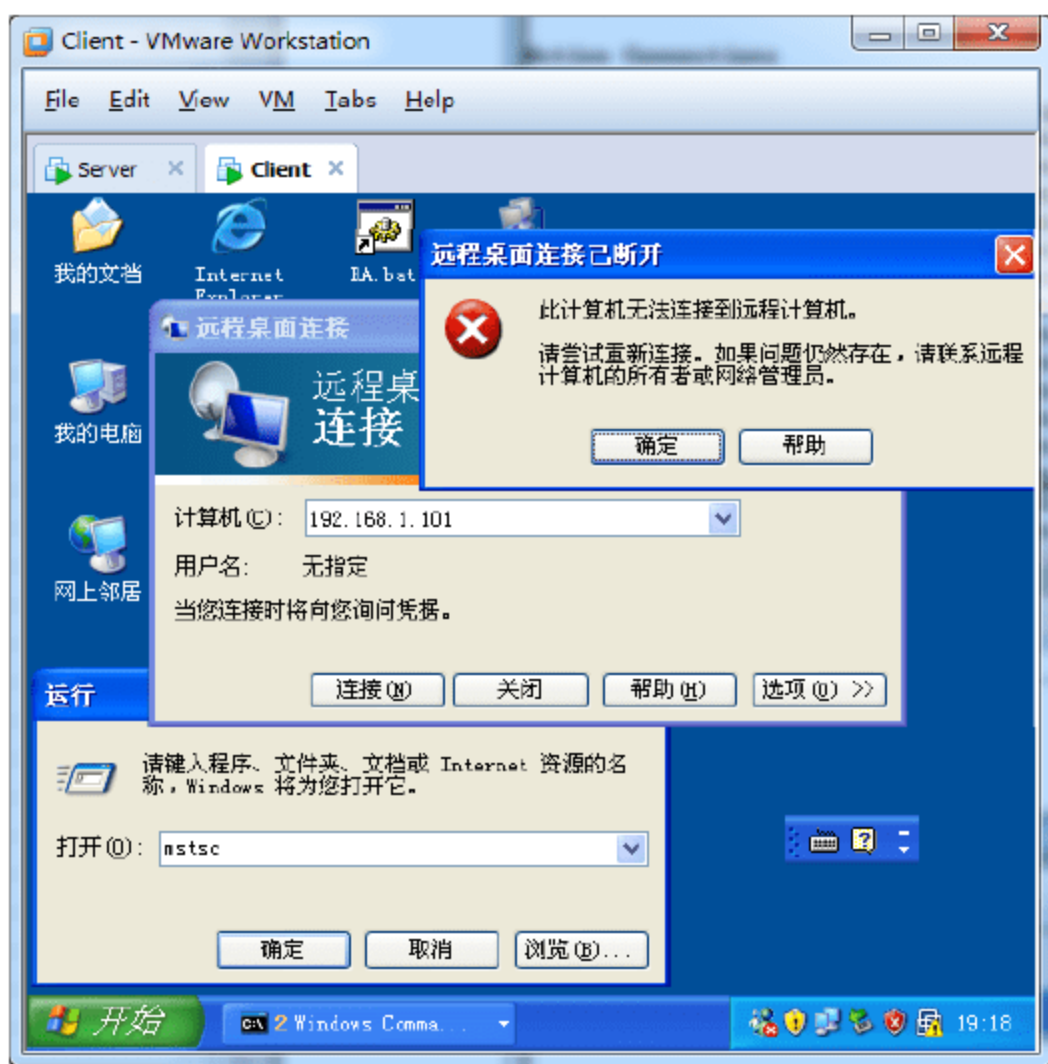 Client - VMware Workstation
File Edit View VM Tabs Help
Server
Client
我的文档
Internet
Explorer
BA.bat
远程桌面连接已断开
此计算机无法连接到远程计算机。
请尝试重新连接。如果问题仍然存在，请联系远程
计算机的所有者或网络管理员。
确定
帮助
远程桌面连接
远程桌
连接
我的电脑
计算机(C):
192.168.1.101
用户名:
无指定
当您连接时将向您询问凭据。
网上邻居
连接(N)
关闭
帮助(H)
选项(O) >>
运行
请键入程序、文件夹、文档或 Internet 资源的名
称，Windows 将为您打开它。
打开(O):
mstsc
确定
取消
浏览(B)...
开始
2 Windows Comma...
19:18